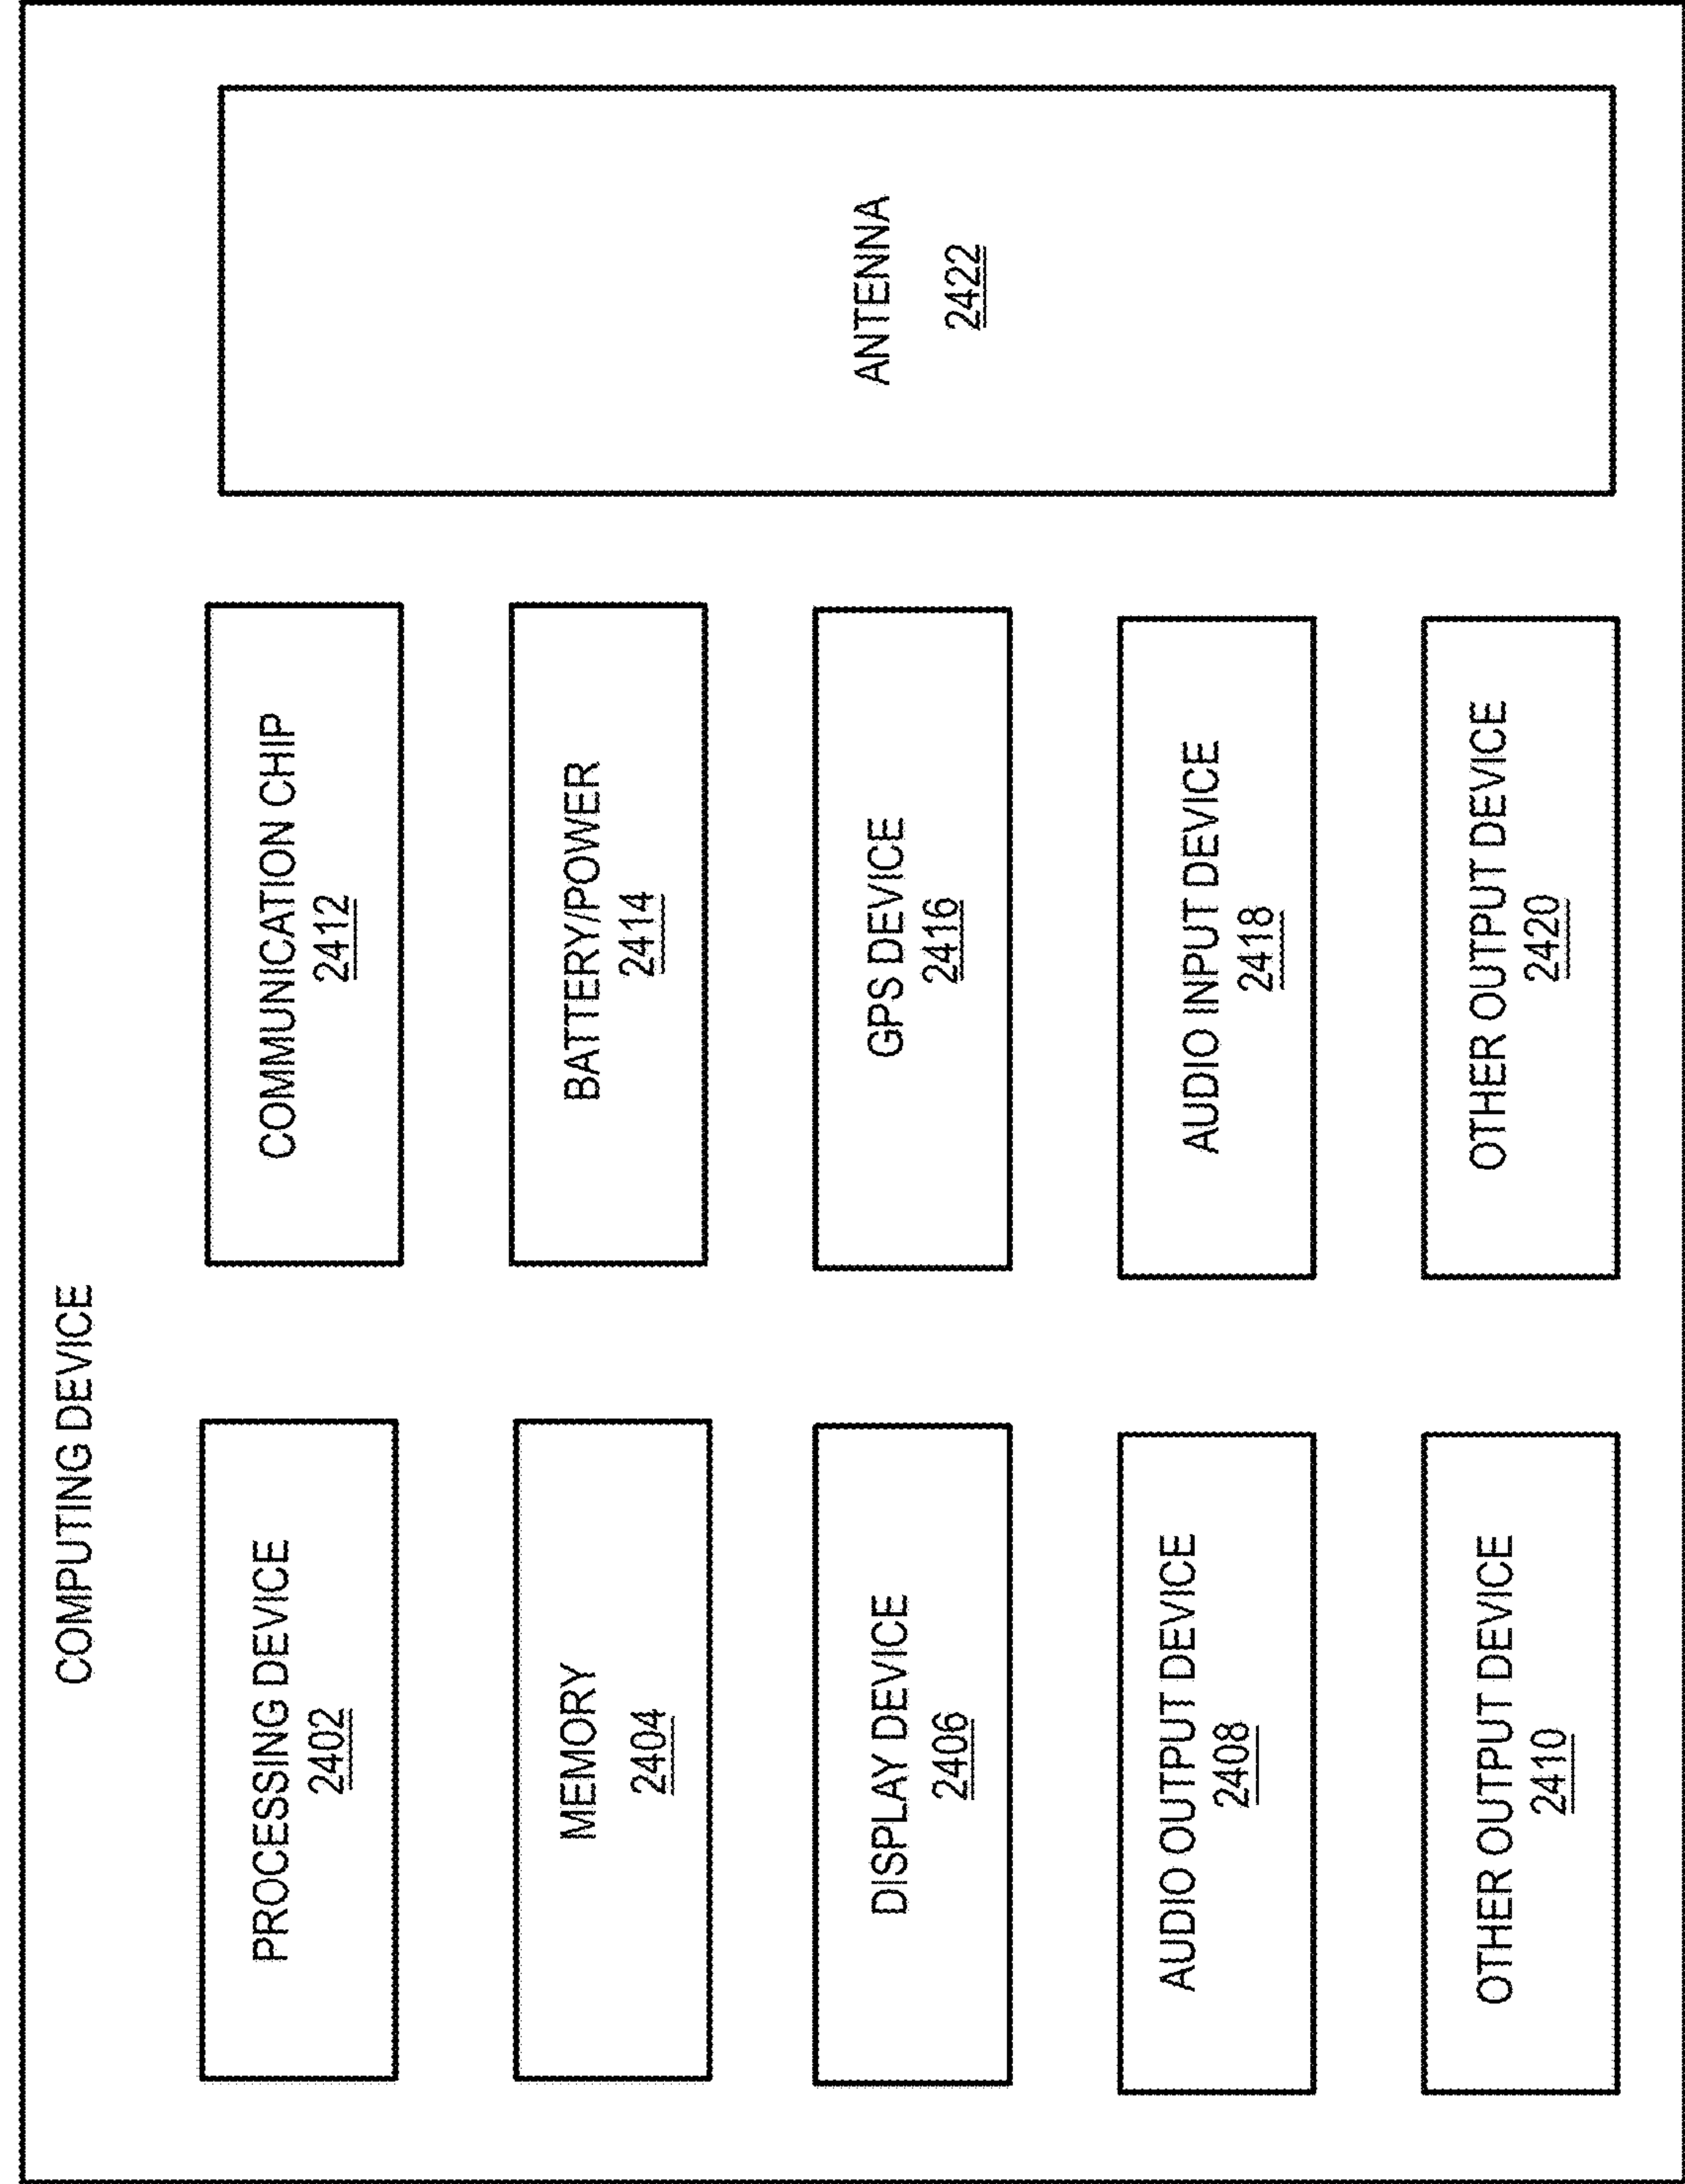 COMPUTING DEVICE
PROCESSING DEVICE
2402
MEMORY
2404
DISPLAY DEVICE
2406
AUDIO OUTPUT DEVICE
2408
OTHER OUTPUT DEVICE
2410
COMMUNICATION CHIP
2412
BATTERY/POWER
2414
GPS DEVICE
2416
AUDIO INPUT DEVICE
2418
OTHER OUTPUT DEVICE
2420
ANTENNA
2422